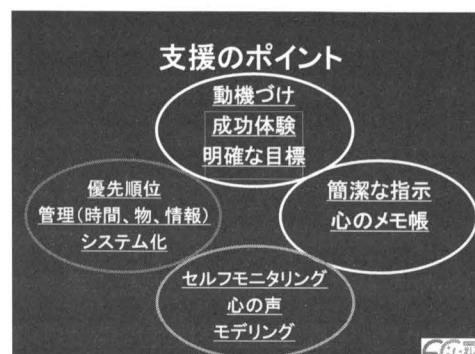 支援のポイント
動機づけ
成功体験
明確な目標
優先順位
管理(時間、物、情報)
システム化
簡潔な指示
心のメモ帳
セルフモニタリング
心の声
モデリング